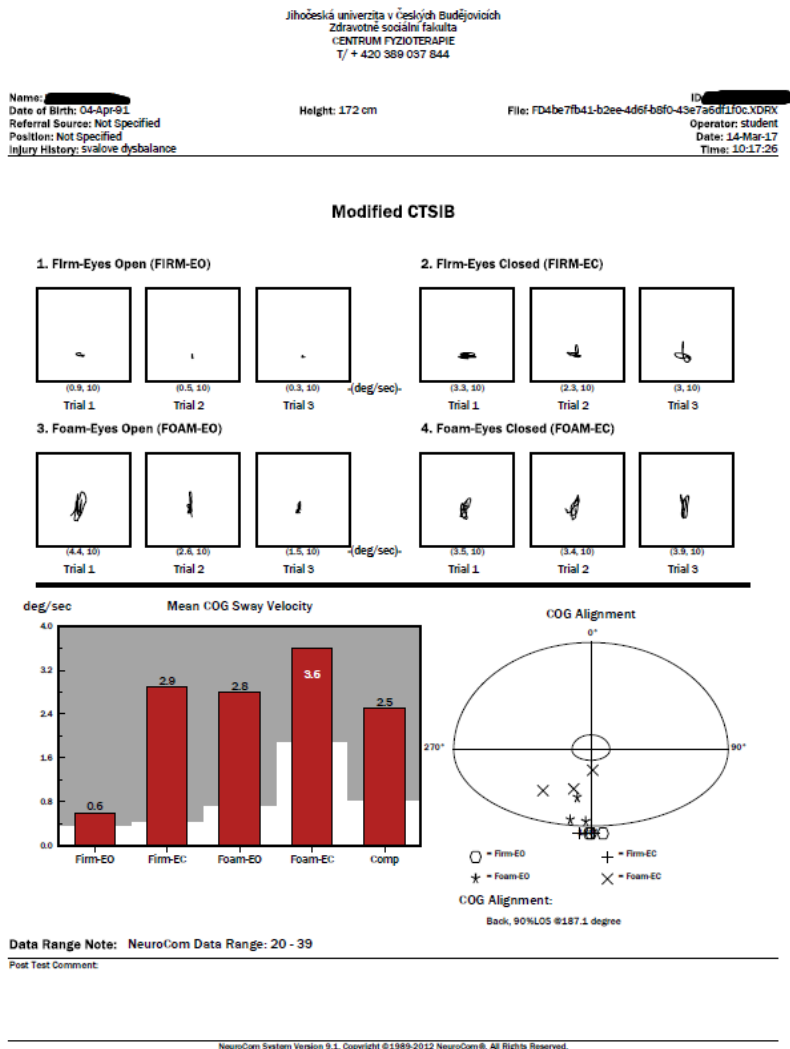 Jihočeská univerzita v Českých Budějovicích
Zdravotně sociální fakulta
CENTRUM FYZIOTERAPIE
T/ + 420 389 037 844
Name:
ID
Date of Birth: 04-Apr-91
Height: 172 cm
File: FD4be7fb41-b2ee-4d6f-b8f0-43e7a6df1f0c.XDRX
Referral Source: Not Specified
Operator: student
Position: Not Specified
Date: 14-Mar-17
Injury History: svalove dysbalance
Time: 10:17:26
Modified CTSIB
1. Firm-Eyes Open (FIRM-EO)
2. Firm-Eyes Closed (FIRM-EC)
(0.9, 10) (0.5, 10) (0.3, 10) -(deg/sec)- (3.3, 10) (2.3, 10) (3, 10)
Trial 1 Trial 2 Trial 3 Trial 1 Trial 2 Trial 3
3. Foam-Eyes Open (FOAM-EO)
4. Foam-Eyes Closed (FOAM-EC)
(4.4, 10) (2.6, 10) (1.5, 10) -(deg/sec)- (3.5, 10) (3.4, 10) (3.9, 10)
Trial 1 Trial 2 Trial 3 Trial 1 Trial 2 Trial 3
deg/sec
Mean COG Sway Velocity
4.0
3.2
2.4
1.6
0.8
0.0
0.6
2.9
2.8
3.6
2.5
Firm-EO Firm-EC Foam-EO Foam-EC Comp
COG Alignment
0°
270°
90°
= Firm-EO
= Firm-EC
= Foam-EO
= Foam-EC
COG Alignment:
Back, 90%LOS @187.1 degree
Data Range Note: NeuroCom Data Range: 20 - 39
Post Test Comment:
NeuroCom System Version 9.1. Copyright ©1989-2012 NeuroCom®. All Rights Reserved.